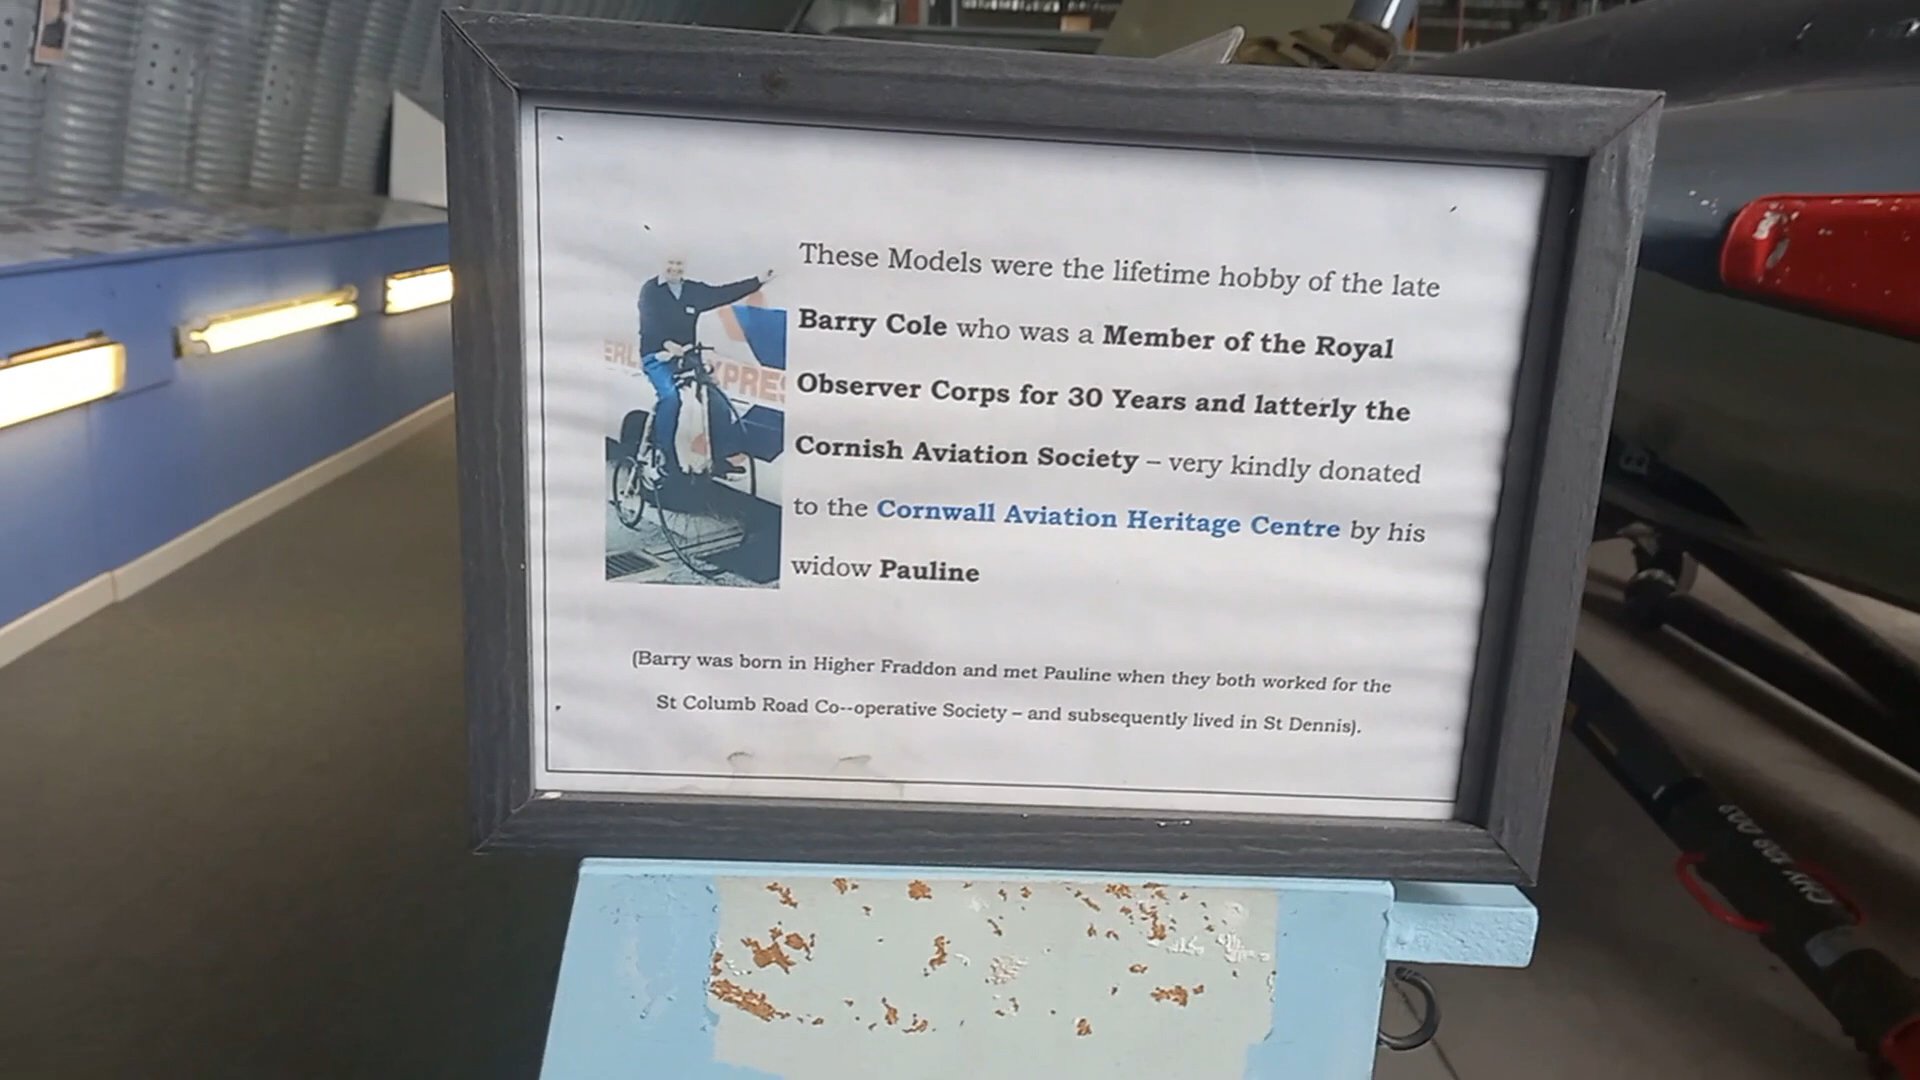 These Models were the lifetime hobby of the late
Barry Cole who was a Member of the Royal
Observer Corps for 30 Years and latterly the
Cornish Aviation Society – very kindly donated
to the Cornwall Aviation Heritage Centre by his
widow Pauline
(Barry was born in Higher Fraddon and met Pauline when they both worked for the
St Columb Road Co--operative Society – and subsequently lived in St Dennis).